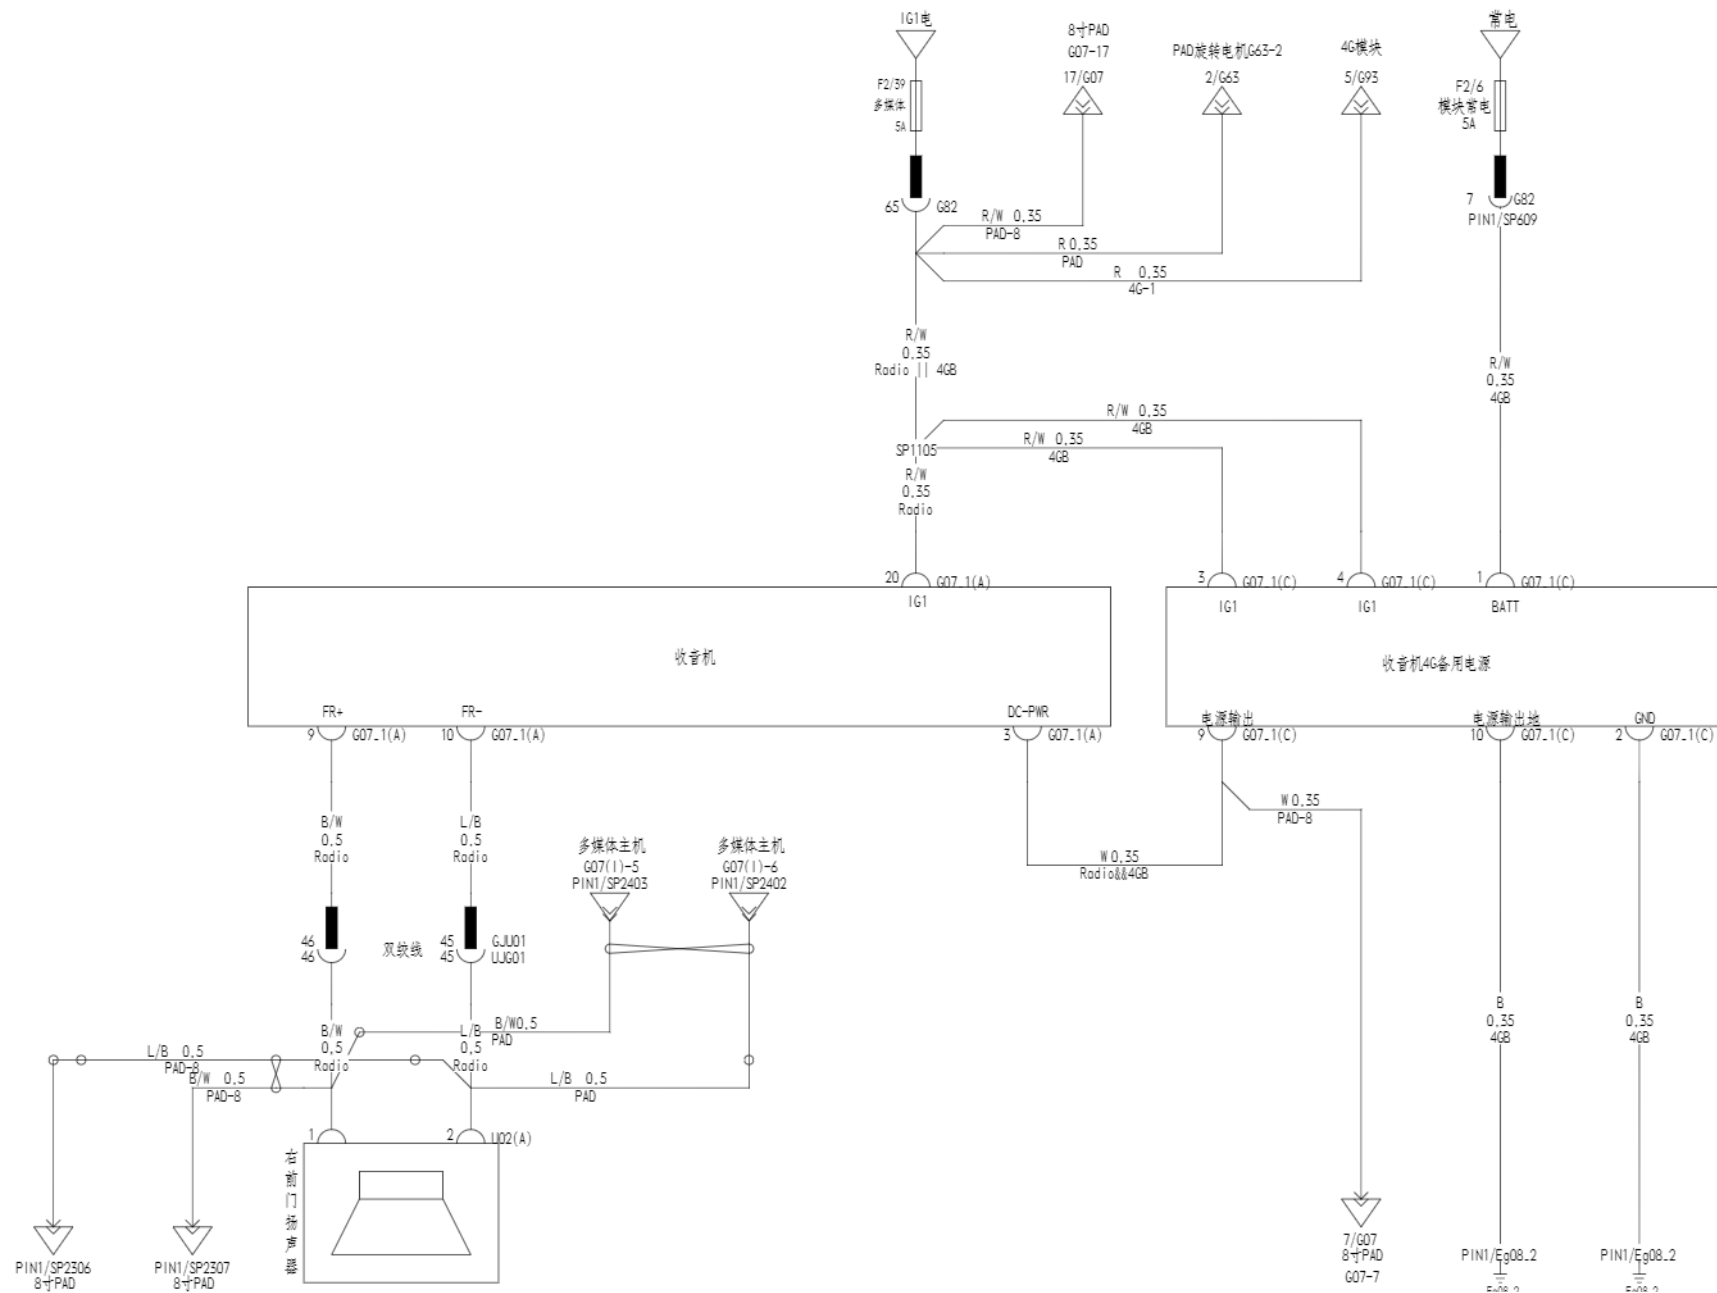 IG1电
8寸PAD
G07-17
17/G07
PAD旋转电机G63-2
2/G63
4G模块
5/G93
常电
F2/39
多媒体
5A
F2/6
模块常电
5A
65
G82
7
G82
PIN1/SP609
R/W 0.35
PAD-8
R 0.35
PAD
R 0.35
4G-1
R/W
0.35
Radio || 4GB
R/W
0.35
4GB
R/W 0.35
4GB
R/W 0.35
4GB
SP1105
R/W
0.35
Radio
20
G07_1(A)
IG1
3
G07_1(C)
IG1
4
G07_1(C)
IG1
1
G07_1(C)
BATT
收音机
收音机4G备用电源
FR+
9
G07_1(A)
FR-
10
G07_1(A)
DC-PWR
3
G07_1(A)
电源输出
9
G07_1(C)
电源输出地
10
G07_1(C)
GND
2
G07_1(C)
B/W
0.5
Radio
L/B
0.5
Radio
多媒体主机
G07(I)-5
PIN1/SP2403
多媒体主机
G07(I)-6
PIN1/SP2402
W 0.35
PAD-8
W 0.35
Radio&&4GB
46
46
双绞线
45
45
GJU01
UJG01
B/W
0.5
Radio
L/B
0.5
Radio
B/W0.5
PAD
L/B 0.5
PAD-8
B/W 0.5
PAD-8
L/B 0.5
PAD
B
0.35
4GB
B
0.35
4GB
1
2
U02(A)
右前门扬声器
PIN1/SP2306
8寸PAD
PIN1/SP2307
8寸PAD
7/G07
8寸PAD
G07-7
PIN1/Eg08_2
Eg08_2
PIN1/Eg08_2
Eg08_2